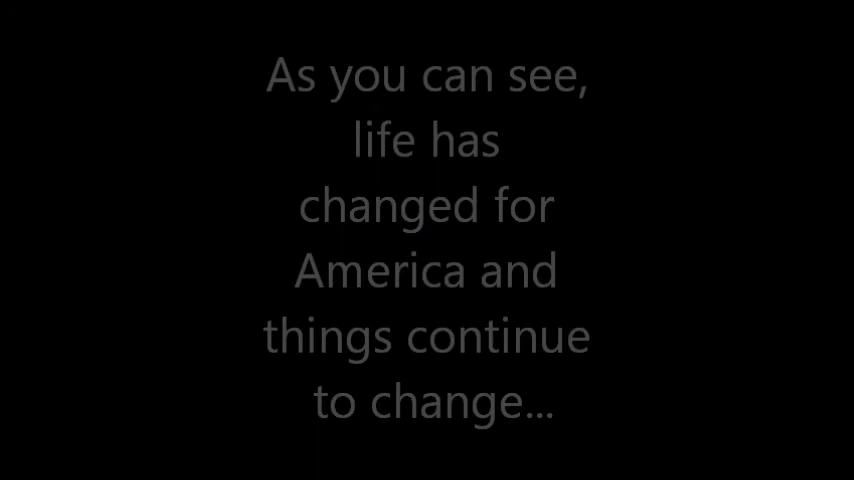 As you can see,
life has
changed for
America and
things continue
to change...